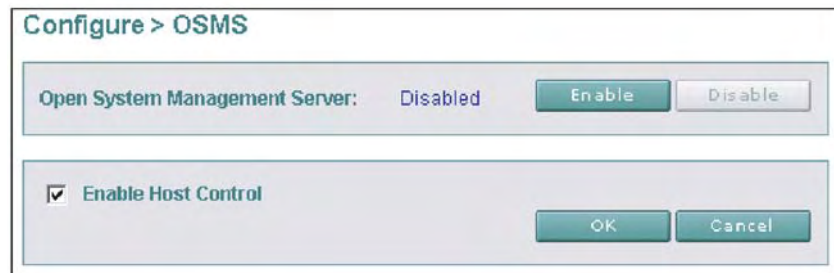 Configure > OSMS
Open System Management Server: Disabled Enable Disable
Enable Host Control
OK Cancel